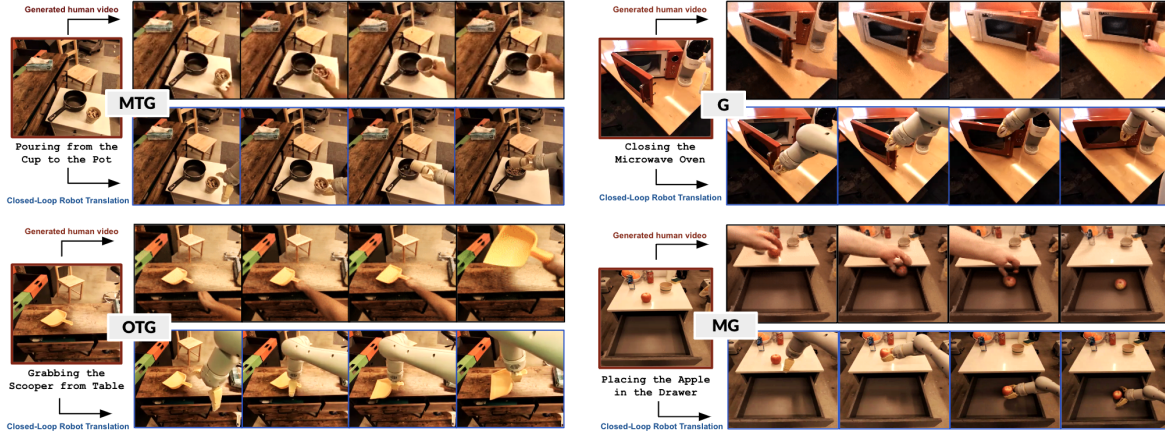 Generated human video
MTG
Pouring from the
Cup to the Pot
Closed-Loop Robot Translation
Generated human video
G
Closing the
Microwave Oven
Closed-Loop Robot Translation
Generated human video
OTG
Grabbing the
Scooper from Table
Closed-Loop Robot Translation
Generated human video
MG
Placing the Apple
in the Drawer
Closed-Loop Robot Translation